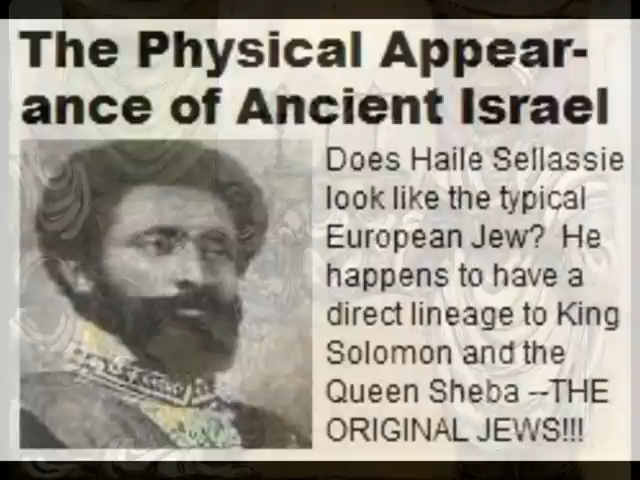 The Physical Appear-
ance of Ancient Israel
Does Haile Sellassie
look like the typical
European Jew? He
happens to have a
direct lineage to King
Solomon and the
Queen Sheba --THE
ORIGINAL JEWS!!!